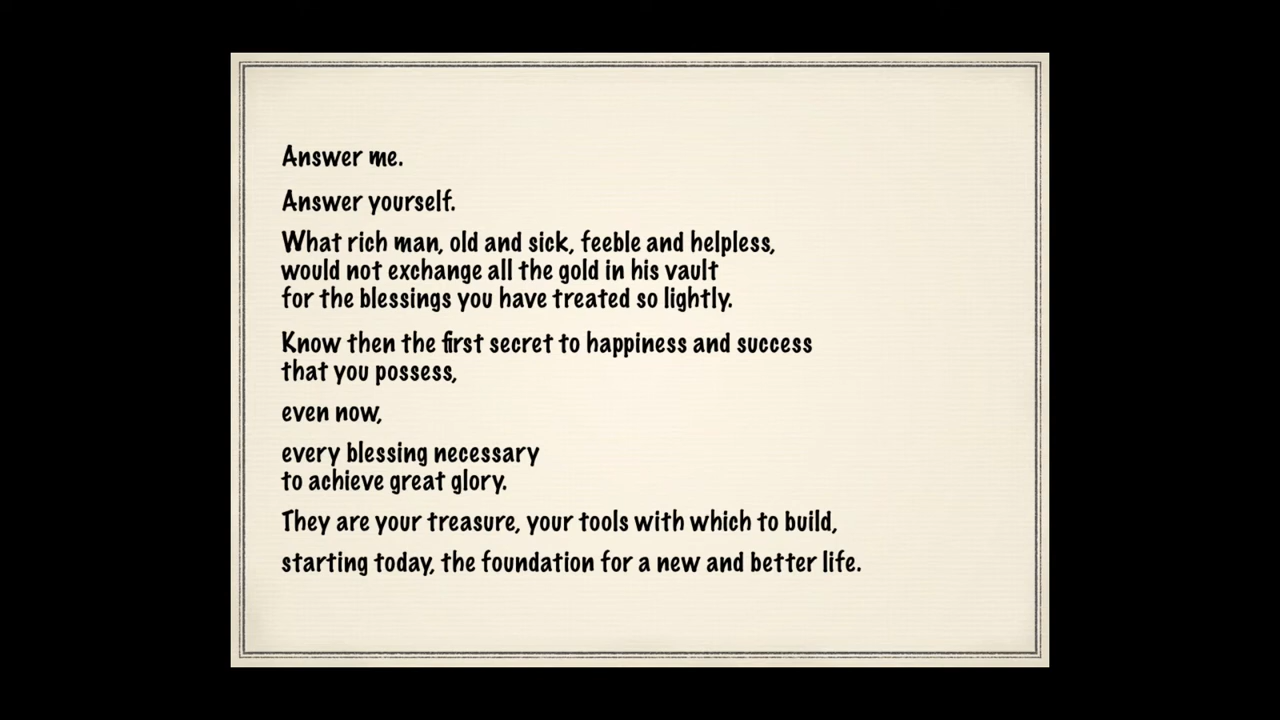 Answer me.
Answer yourself.
What rich man, old and sick, feeble and helpless,
would not exchange all the gold in his vault
for the blessings you have treated so lightly.
Know then the first secret to happiness and success
that you possess,
even now,
every blessing necessary
to achieve great glory.
They are your treasure, your tools with which to build,
starting today, the foundation for a new and better life.